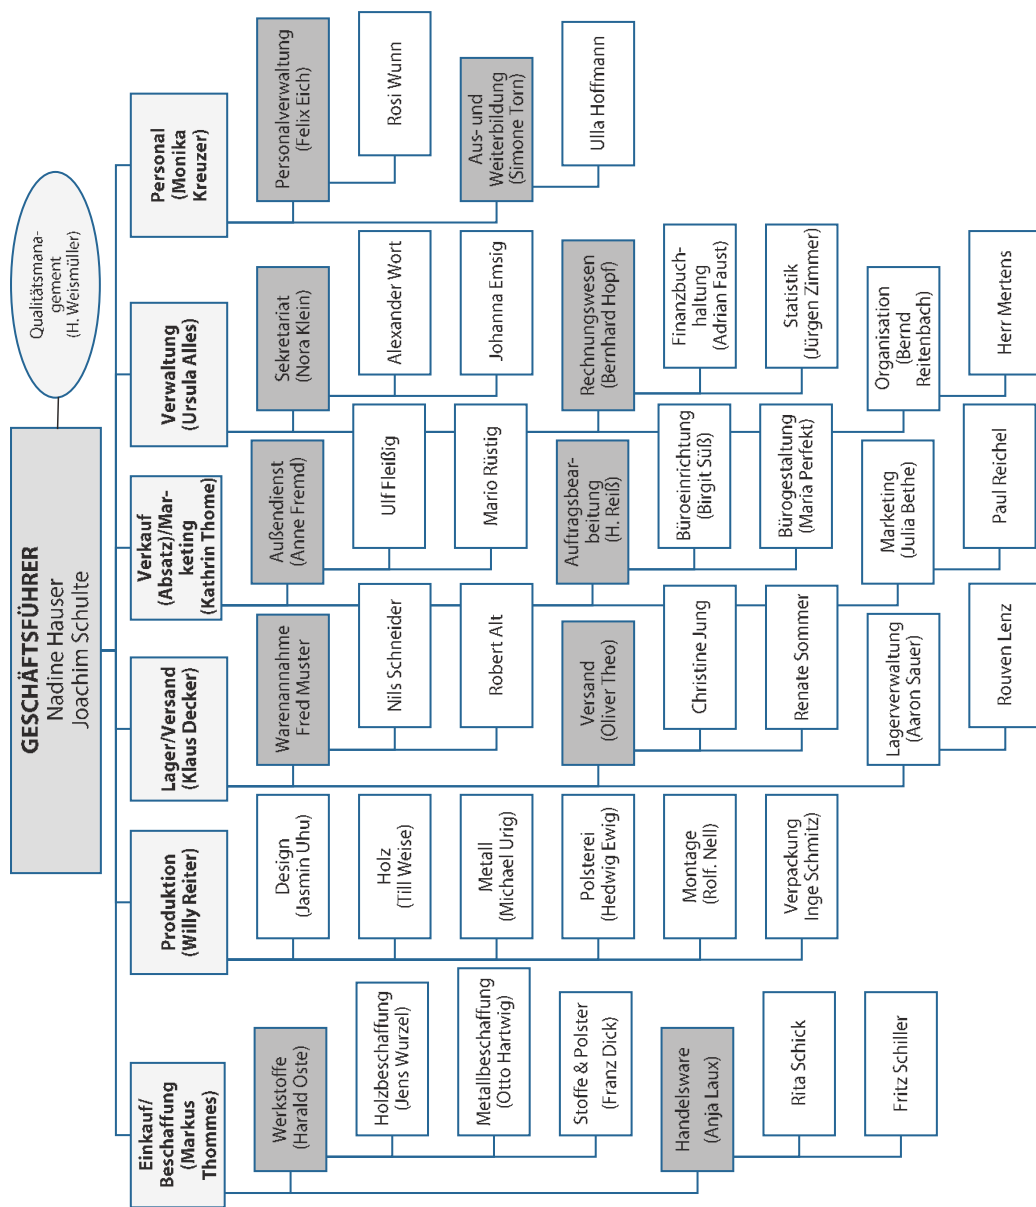 GESCHÄFTSFÜHRER
Nadine Hauser
Joachim Schulte
Qualitätsmana-
gement
(H. Weismüller)
Einkauf/
Beschaffung
(Markus
Thommes)
Werkstoffe
(Harald Oste)
Holzbeschaffung
(Jens Wurzel)
Metallbeschaffung
(Otto Hartwig)
Stoffe & Polster
(Franz Dick)
Handelsware
(Anja Laux)
Rita Schick
Fritz Schiller
Produktion
(Willy Reiter)
Design
(Jasmin Uhu)
Holz
(Till Weise)
Metall
(Michael Urig)
Polsterei
(Hedwig Ewig)
Montage
(Rolf. Nell)
Verpackung
Inge Schmitz)
Lager/Versand
(Klaus Decker)
Warenannahme
Fred Muster
Nils Schneider
Robert Alt
Versand
(Oliver Theo)
Christine Jung
Renate Sommer
Lagerverwaltung
(Aaron Sauer)
Rouven Lenz
Verkauf
(Absatz)/Mar-
keting
(Kathrin Thome)
Außendienst
(Anne Fremd)
Ulf Fleißig
Mario Rüstig
Auftragsbear-
beitung
(H. Reiß)
Büroeinrichtung
(Birgit Süß)
Bürogestaltung
(Maria Perfekt)
Marketing
(Julia Bethe)
Paul Reichel
Verwaltung
(Ursula Alles)
Sekretariat
(Nora Klein)
Alexander Wort
Johanna Emsig
Rechnungswesen
(Bernhard Hopf)
Finanzbuch-
haltung
(Adrian Faust)
Statistik
(Jürgen Zimmer)
Organisation
(Bernd
Reitenbach)
Herr Mertens
Personal
(Monika
Kreuzer)
Personalverwaltung
(Felix Eich)
Rosi Wunn
Aus- und
Weiterbildung
(Simone Torn)
Ulla Hoffmann